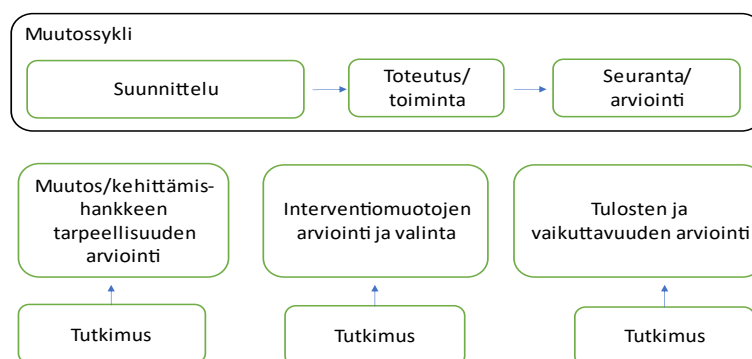 Muutossykli
Suunnittelu
Toteutus/
toiminta
Seuranta/
arviointi
Muutos/kehittämis-
hankkeen
tarpeellisuuden
arviointi
Interventiomuotojen
arviointi ja valinta
Tulosten ja
vaikuttavuuden arviointi
Tutkimus
Tutkimus
Tutkimus